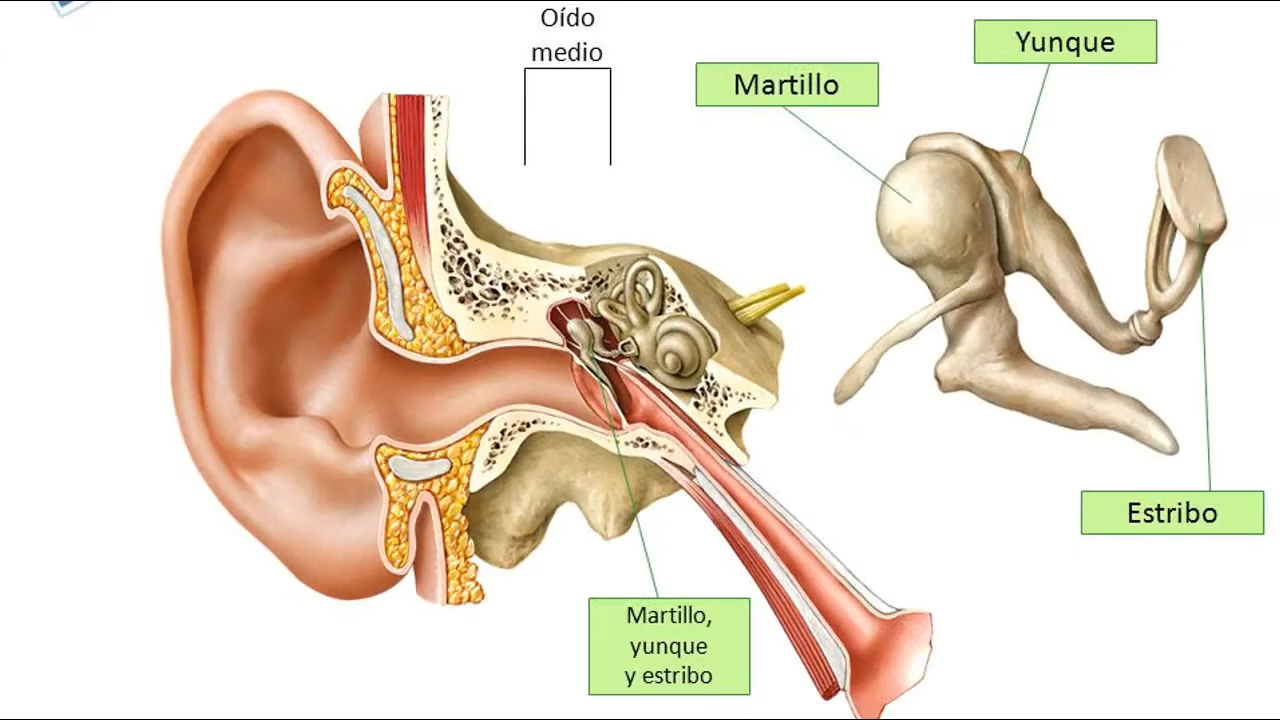 Oído
medio
Yunque
Martillo
Estribo
Martillo,
yunque
y estribo